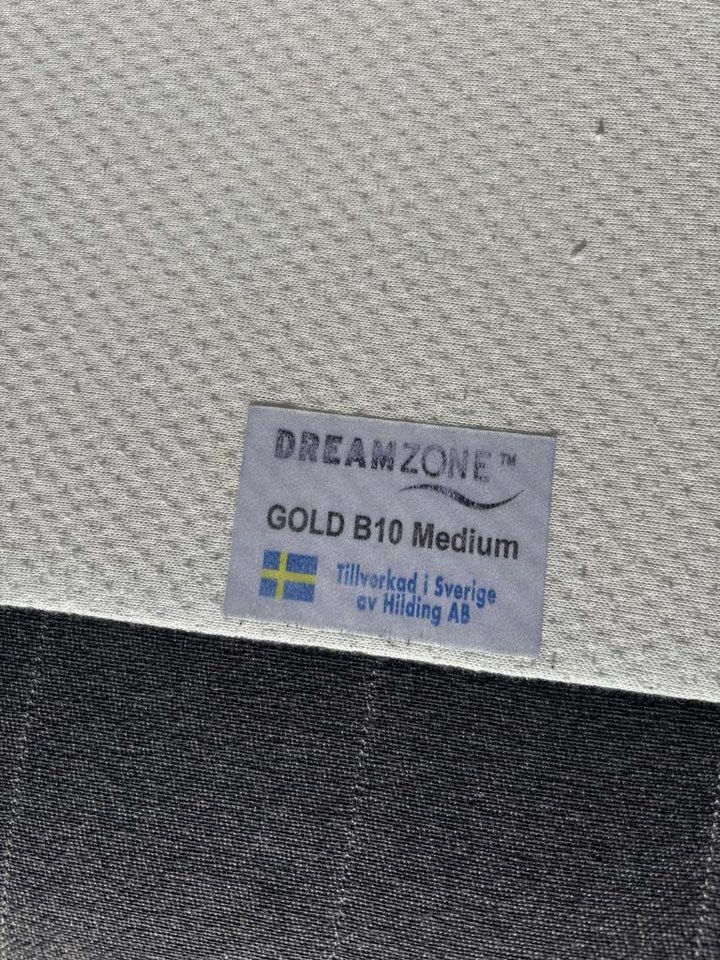 DREAMZONE™
GOLD B10 Medium
Tillverkad i Sverige
av Hilding AB